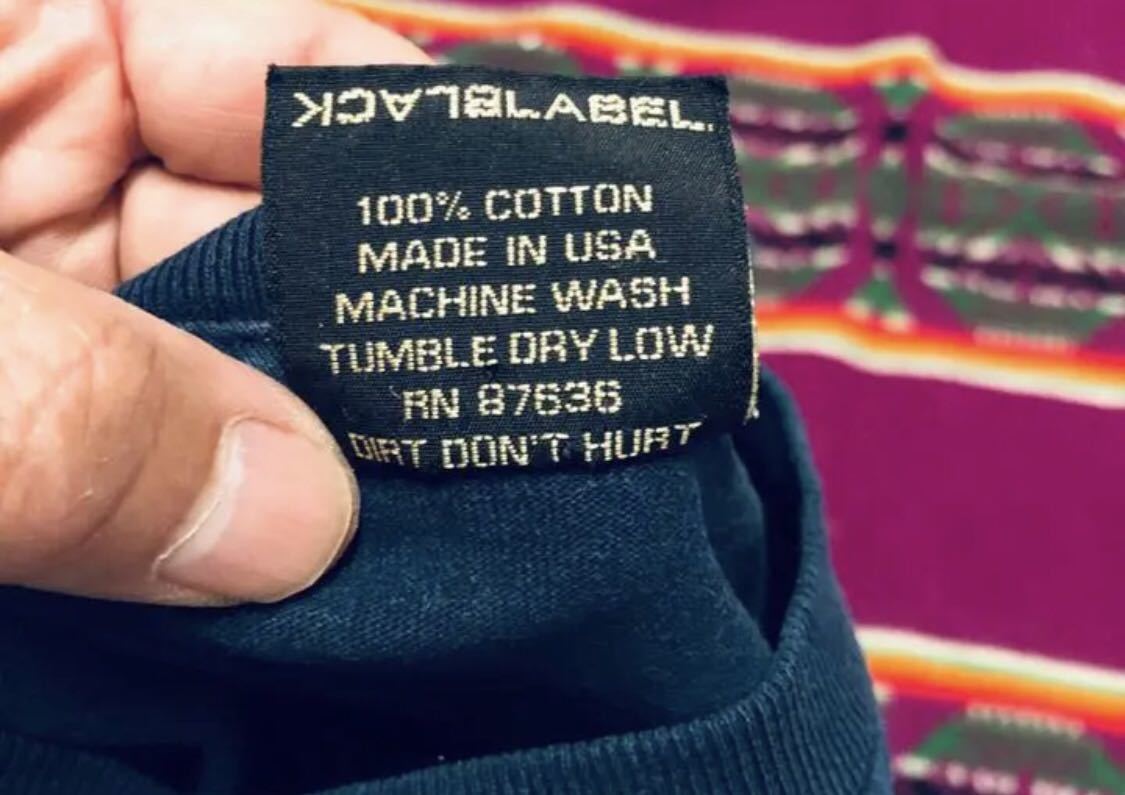 BLACK LABEL.
100% COTTON
MADE IN USA
MACHINE WASH
TUMBLE DRY LOW
RN 87636
DIRT DON'T HURT